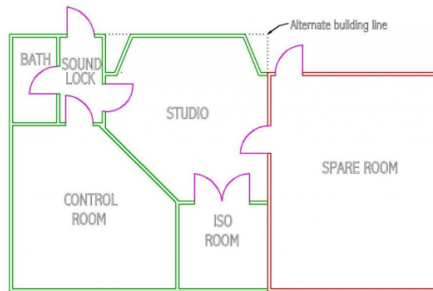 Alternate building line
BATH
SOUND
LOCK
STUDIO
SPARE ROOM
CONTROL
ROOM
ISO
ROOM